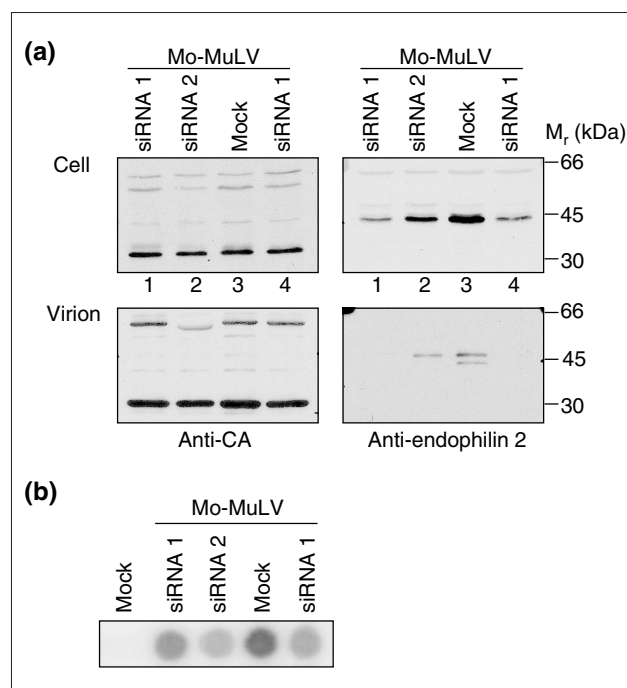 (a)
Mo-MuLV Mo-MuLV
siRNA 1 siRNA 2 Mock siRNA 1 siRNA 1 siRNA 2 Mock siRNA 1
Mr (kDa)
Cell
66
45
30
1 2 3 4 1 2 3 4
Virion
66
45
30
Anti-CA Anti-endophilin 2
(b)
Mo-MuLV
Mock siRNA 1 siRNA 2 Mock siRNA 1